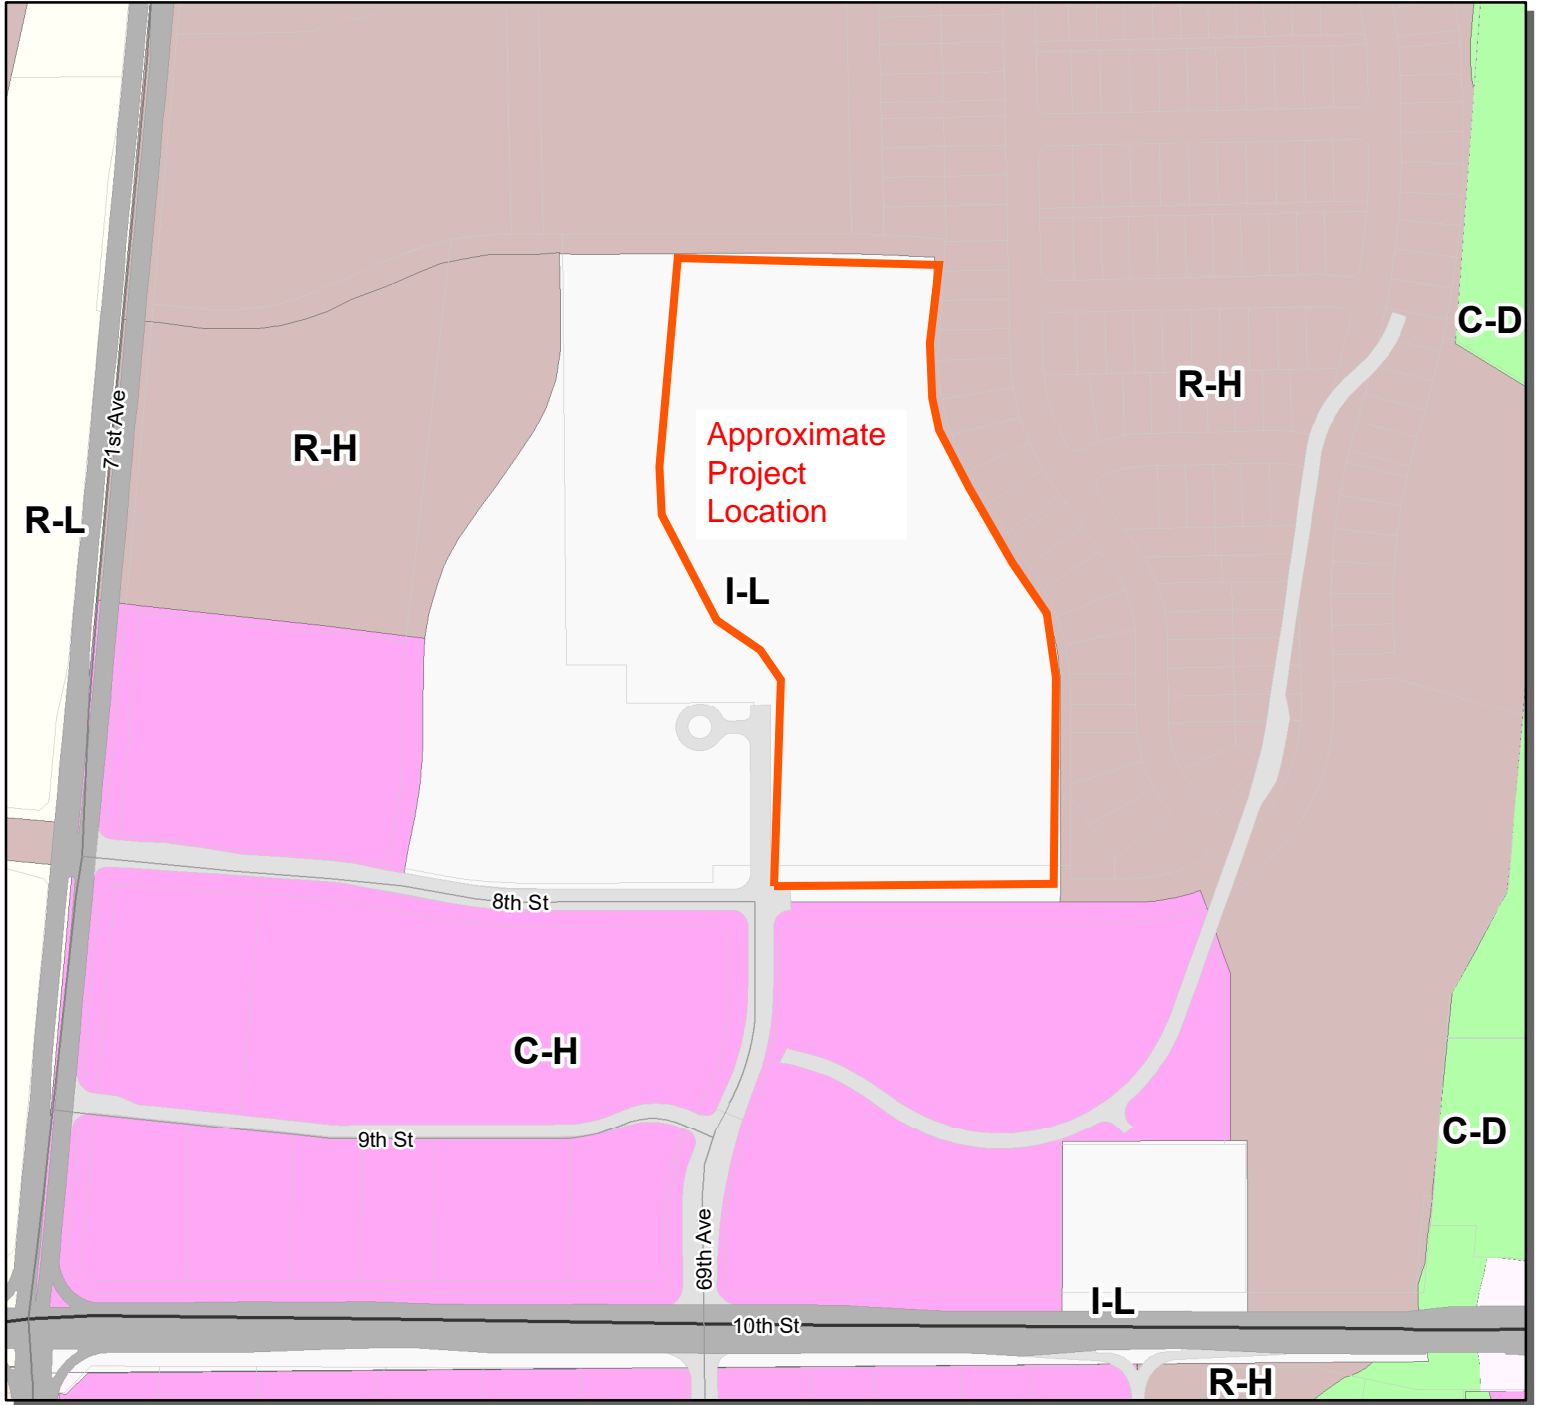 C-D
R-H
71st Ave
R-H
Approximate
Project
Location
R-L
I-L
8th St
C-H
9th St
C-D
69th Ave
I-L
10th St
R-H